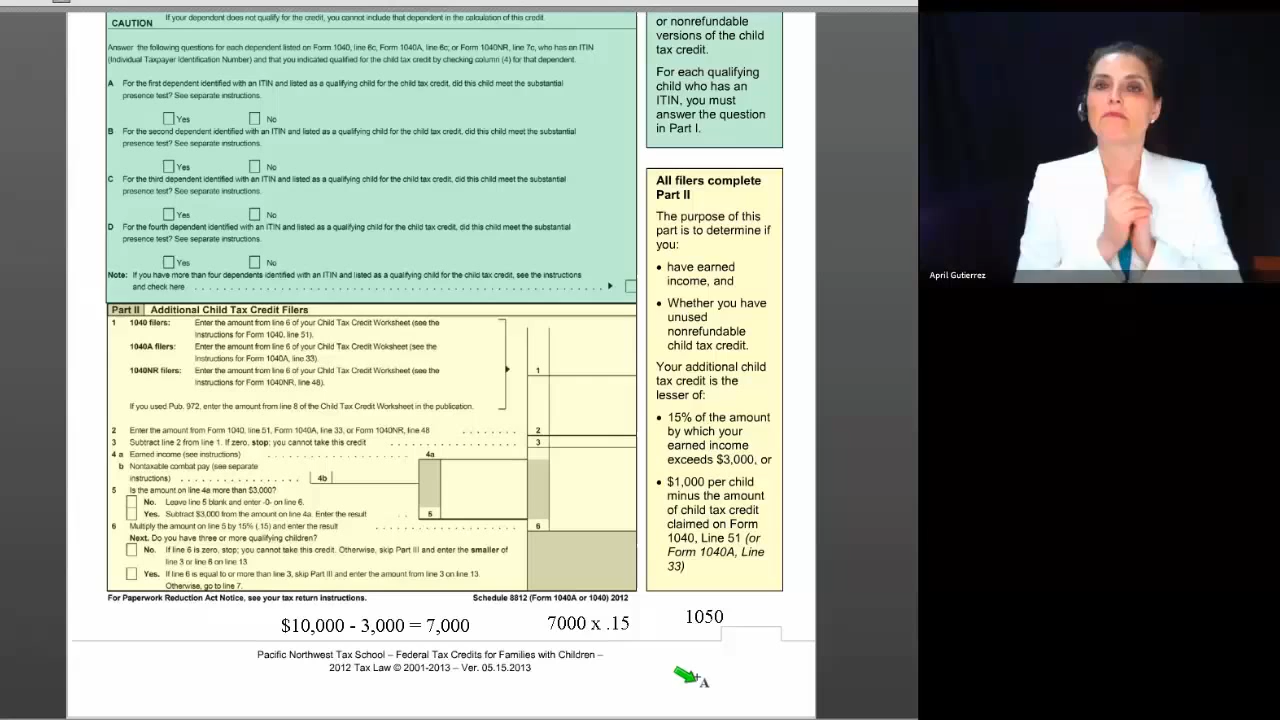 If your dependent does not qualify for the credit, you cannot include that dependent in the calculation of this credit.
CAUTION
Answer the following questions for each dependent listed on Form 1040, line 6c, Form 1040A, line 6c; or Form 1040NR, line 7c, who has an ITIN
(Individual Taxpayer Identification Number) and that you indicated qualified for the child tax credit by checking column (4) for that dependent.
A For the first dependent identified with an ITIN and listed as a qualifying child for the child tax credit, did this child meet the substantial
presence test? See separate instructions.
Yes No
B For the second dependent identified with an ITIN and listed as a qualifying child for the child tax credit, did this child meet the substantial
presence test? See separate instructions.
Yes No
C For the third dependent identified with an ITIN and listed as a qualifying child for the child tax credit, did this child meet the substantial
presence test? See separate instructions.
Yes No
D For the fourth dependent identified with an ITIN and listed as a qualifying child for the child tax credit, did this child meet the substantial
presence test? See separate instructions.
Yes No
Note: If you have more than four dependents identified with an ITIN and listed as a qualifying child for the child tax credit, see the instructions
and check here
Part II Additional Child Tax Credit Filers
1 1040 filers: Enter the amount from line 6 of your Child Tax Credit Worksheet (see the
Instructions for Form 1040, line 51).
1040A filers: Enter the amount from line 6 of your Child Tax Credit Woksheet (see the
Instructions for Form 1040A, line 33).
1040NR filers: Enter the amount from line 6 of your Child Tax Credit Worksheet (see the
Instructions for Form 1040NR, line 48).
1
If you used Pub. 972, enter the amount from line 8 of the Child Tax Credit Worksheet in the publication.
2 Enter the amount from Form 1040, line 51, Form 1040A, line 33, or Form 1040NR, line 48 2
3 Subtract line 2 from line 1. If zero, stop; you cannot take this credit 3
4 a Earned income (see instructions) 4a
b Nontaxable combat pay (see separate
instructions) 4b
5 Is the amount on line 4a more than $3,000?
No. Leave line 5 blank and enter -0- on line 6.
Yes. Subtract $3,000 from the amount on line 4a. Enter the result 5
6 Multiply the amount on line 5 by 15% (.15) and enter the result 6
Next. Do you have three or more qualifying children?
No. If line 6 is zero, stop; you cannot take this credit. Otherwise, skip Part III and enter the smaller of
line 3 or line 6 on line 13
Yes. If line 6 is equal to or more than line 3, skip Part III and enter the amount from line 3 on line 13.
Otherwise, go to line 7.
For Paperwork Reduction Act Notice, see your tax return instructions. Schedule 8812 (Form 1040A or 1040) 2012
or nonrefundable
versions of the child
tax credit.
For each qualifying
child who has an
ITIN, you must
answer the question
in Part I.
All filers complete
Part II
The purpose of this
part is to determine if
you:
• have earned
income, and
• Whether you have
unused
nonrefundable
child tax credit.
Your additional child
tax credit is the
lesser of:
• 15% of the amount
by which your
earned income
exceeds $3,000, or
• $1,000 per child
minus the amount
of child tax credit
claimed on Form
1040, Line 51 (or
Form 1040A, Line
33)
$10,000 - 3,000 = 7,000 7000 x .15 1050
Pacific Northwest Tax School – Federal Tax Credits for Families with Children –
2012 Tax Law © 2001-2013 – Ver. 05.15.2013
A
April Gutierrez